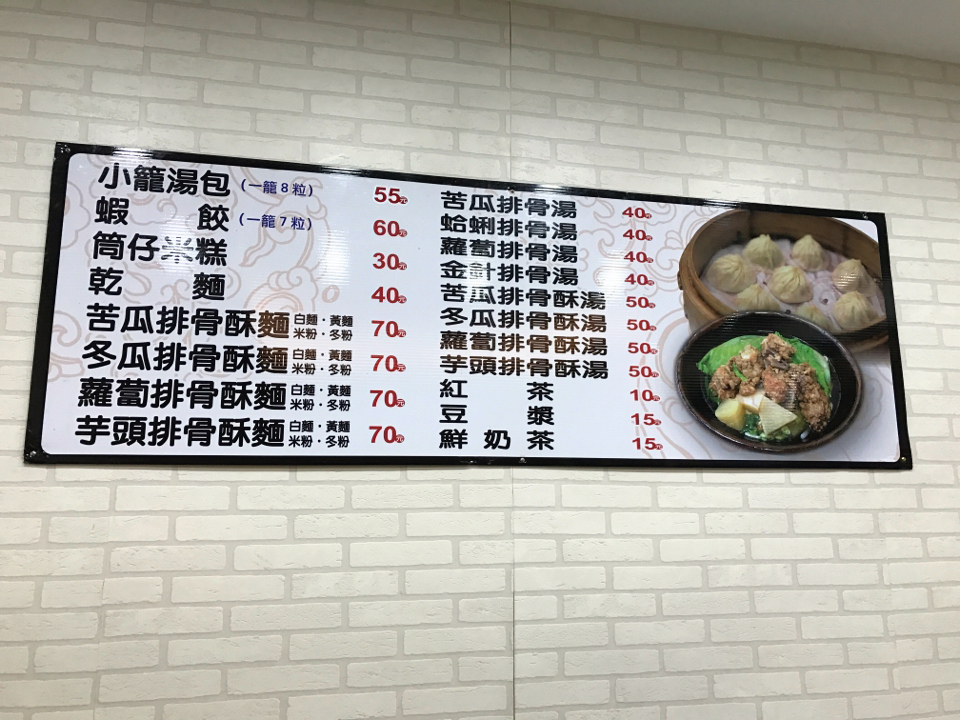 小籠湯包 (一籠8粒) 55元
蝦餃 (一籠7粒) 60元
筒仔米糕 30元
乾麵 40元
苦瓜排骨酥麵 白麵·黃麵 米粉·冬粉 70元
冬瓜排骨酥麵 白麵·黃麵 米粉·冬粉 70元
蘿蔔排骨酥麵 白麵·黃麵 米粉·冬粉 70元
芋頭排骨酥麵 白麵·黃麵 米粉·冬粉 70元
苦瓜排骨湯 40元
蛤蜊排骨湯 40元
蘿蔔排骨湯 40元
金針排骨湯 40元
苦瓜排骨酥湯 50元
冬瓜排骨酥湯 50元
蘿蔔排骨酥湯 50元
芋頭排骨酥湯 50元
紅茶 10元
豆漿 15元
鮮奶茶 15元